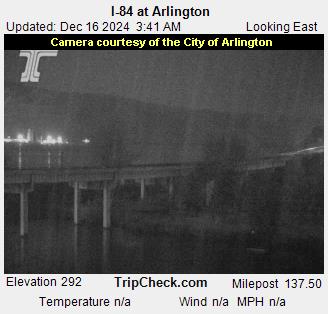 I-84 at Arlington
Updated: Dec 16 2024 3:41 AM Looking East
Camera courtesy of the City of Arlington
Elevation 292 TripCheck.com Milepost 137.50
Temperature n/a Wind n/a MPH n/a